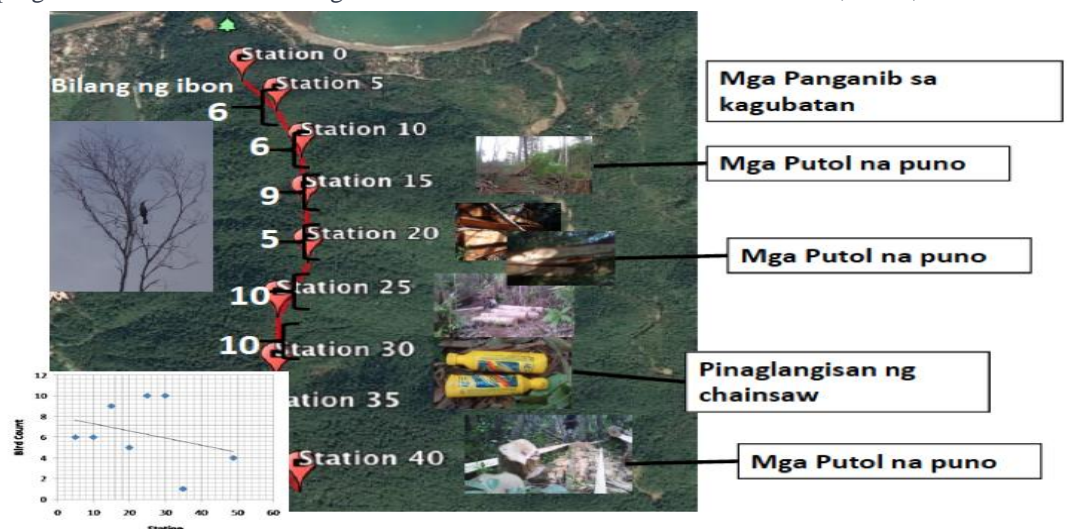 Station 0
Bilang ng ibon
Station 5
6
Station 10
6
Station 15
9
Station 20
5
Station 25
10
Station 30
10
ation 35
Station 40
Mga Panganib sa
kagubatan
Mga Putol na puno
Mga Putol na puno
Pinaglangisan ng
chainsaw
Mga Putol na puno
12
10
8
6
4
2
0
Bird Count
0 10 20 30 40 50 60
Station